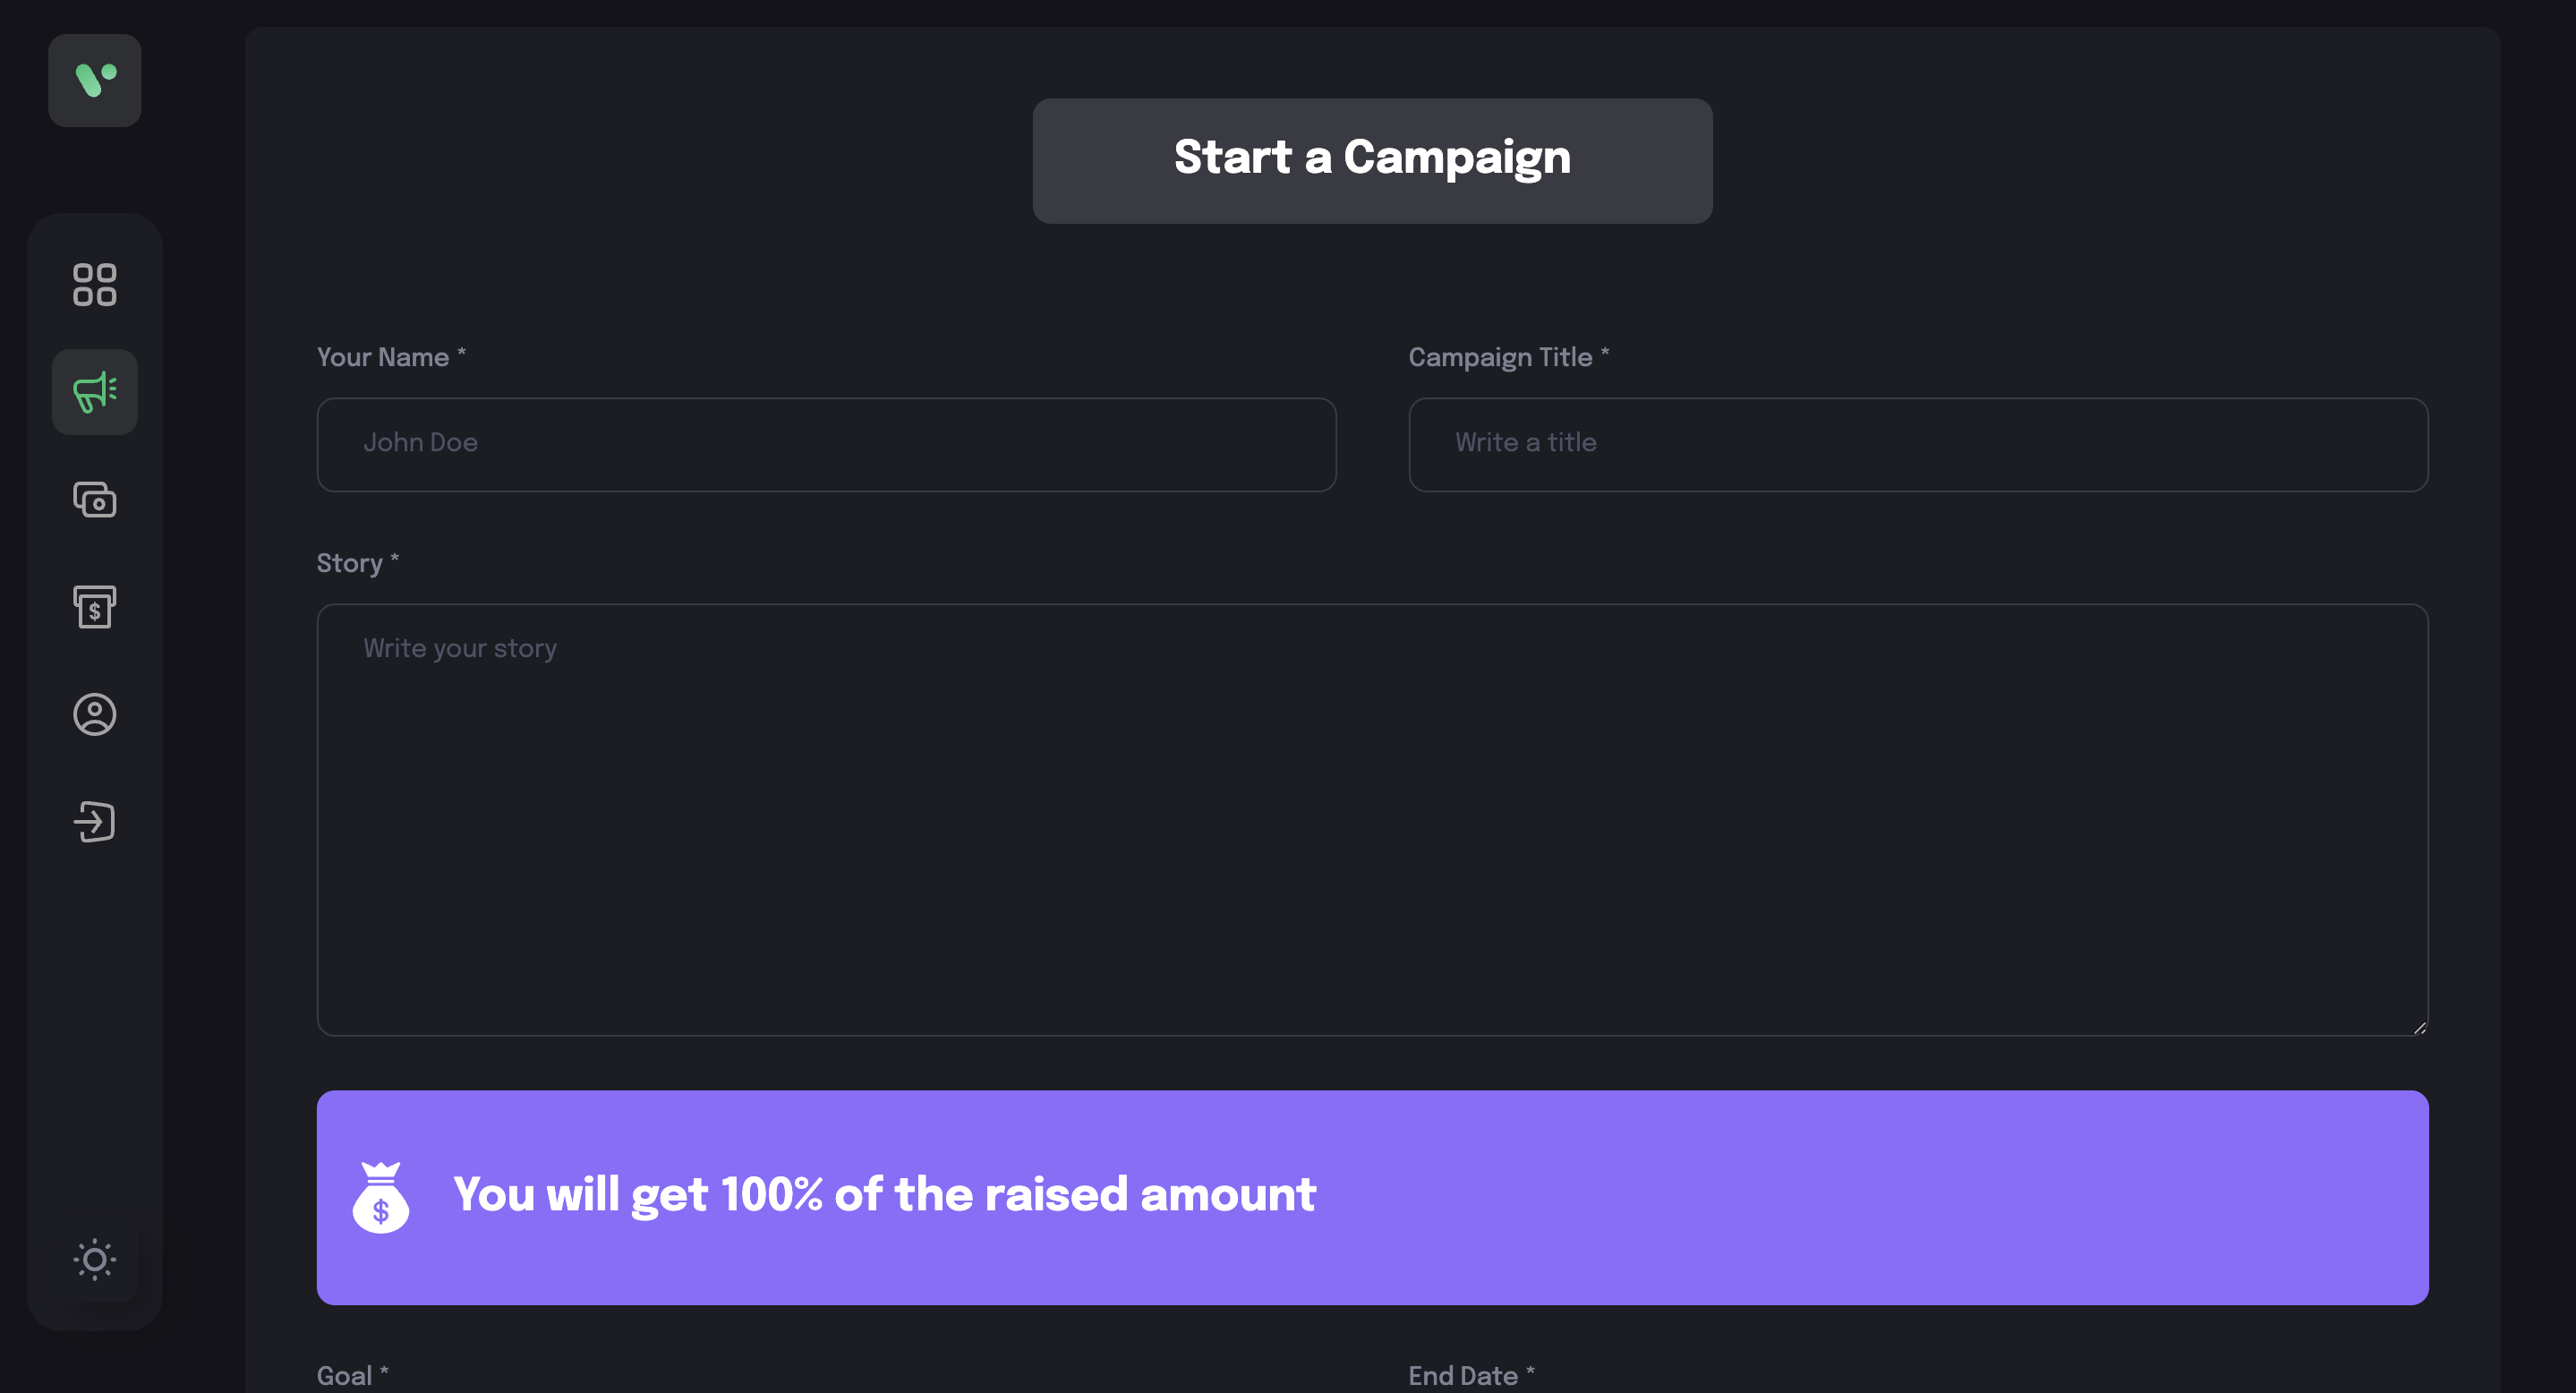 Start a Campaign
Your Name *
Campaign Title *
John Doe
Write a title
Story *
Write your story
$
$
You will get 100% of the raised amount
Goal *
End Date *